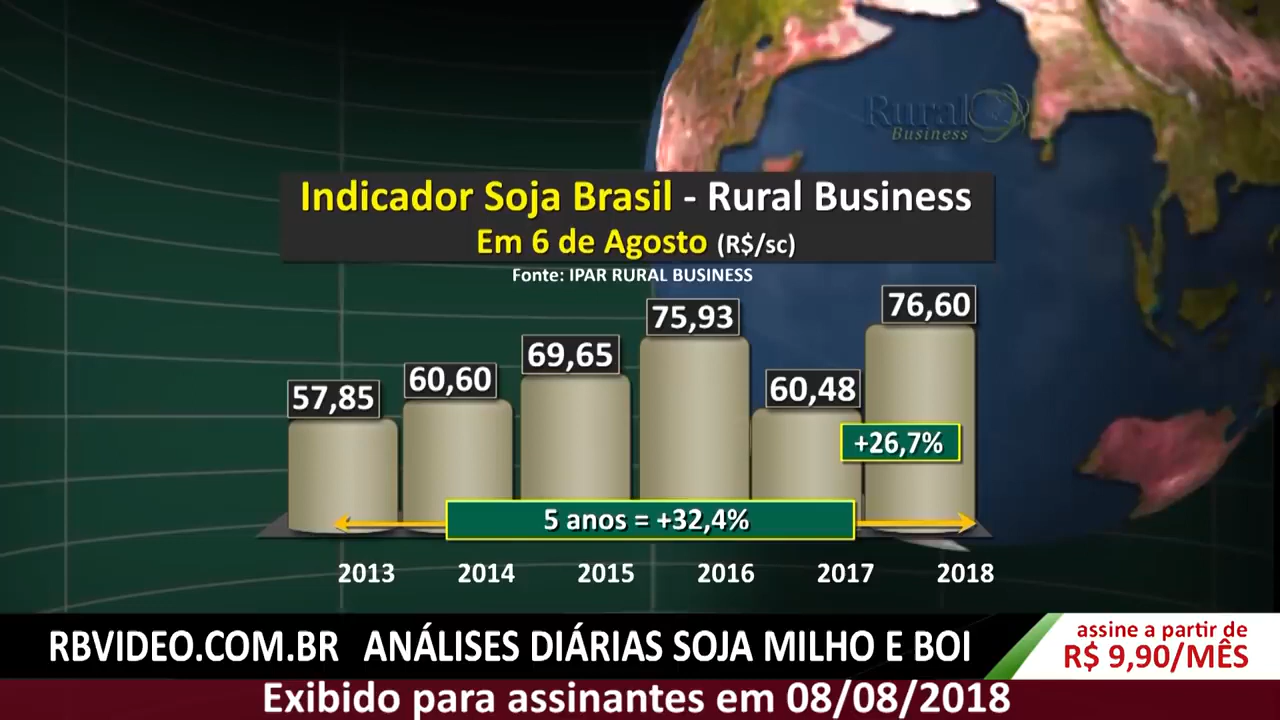 Rural
Business
Indicador Soja Brasil - Rural Business
Em 6 de Agosto (R$/sc)
Fonte: IPAR RURAL BUSINESS
57,85
60,60
69,65
75,93
60,48
76,60
+26,7%
5 anos = +32,4%
2013 2014 2015 2016 2017 2018
RBVIDEO.COM.BR ANÁLISES DIÁRIAS SOJA MILHO E BOI
assine a partir de
R$ 9,90/MÊS
Exibido para assinantes em 08/08/2018